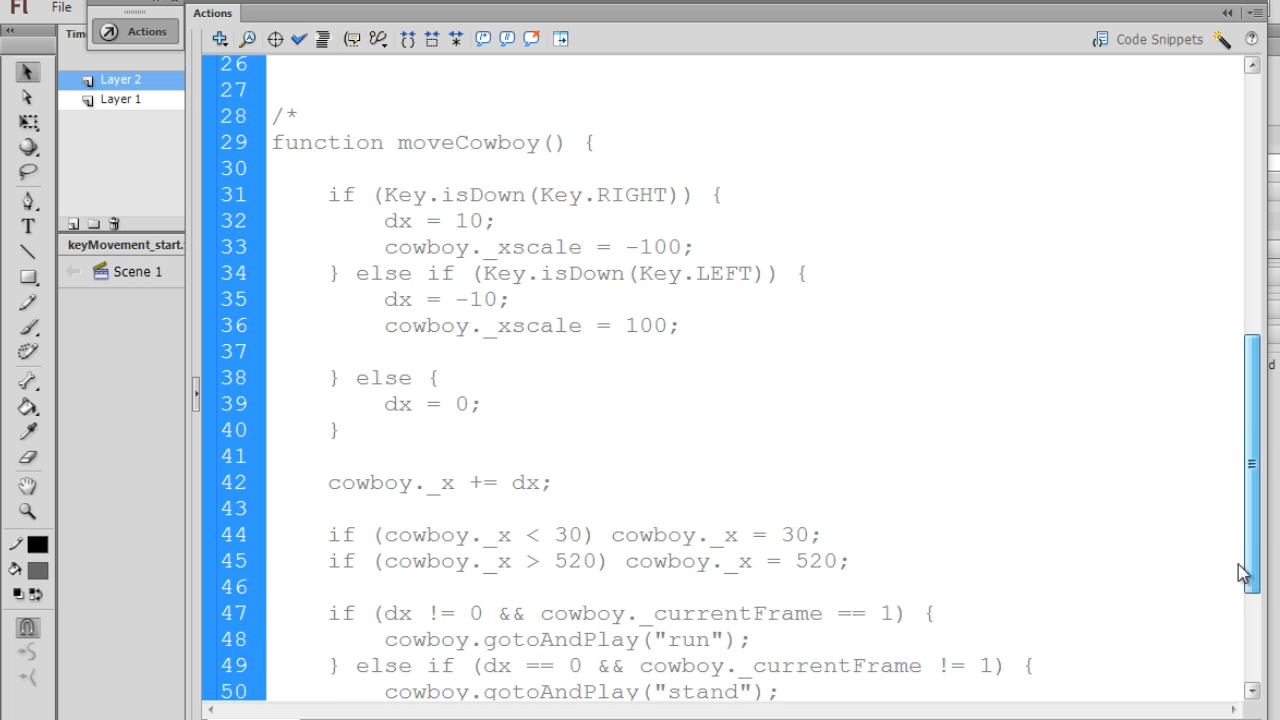 Fl File
Actions
Actions
Time
Code Snippets
Layer 2
Layer 1
keyMovement_start.
Scene 1
26
27
28 /*
29 function moveCowboy() {
30
31 if (Key.isDown(Key.RIGHT)) {
32 dx = 10;
33 cowboy._xscale = -100;
34 } else if (Key.isDown(Key.LEFT)) {
35 dx = -10;
36 cowboy._xscale = 100;
37
38 } else {
39 dx = 0;
40 }
41
42 cowboy._x += dx;
43
44 if (cowboy._x < 30) cowboy._x = 30;
45 if (cowboy._x > 520) cowboy._x = 520;
46
47 if (dx != 0 && cowboy._currentFrame == 1) {
48 cowboy.gotoAndPlay("run");
49 } else if (dx == 0 && cowboy._currentFrame != 1) {
50 cowboy.gotoAndPlay("stand");